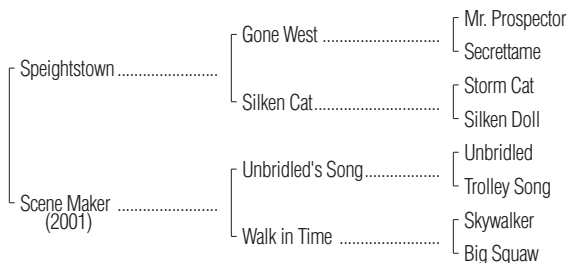 Mr. Prospector
Gone West ..............................
Secrettame
Speightstown .........................
Storm Cat
Silken Cat................................
Silken Doll
Unbridled
Unbridled's Song...................
Trolley Song
Scene Maker .........................
(2001)
Skywalker
Walk in Time .........................
Big Squaw